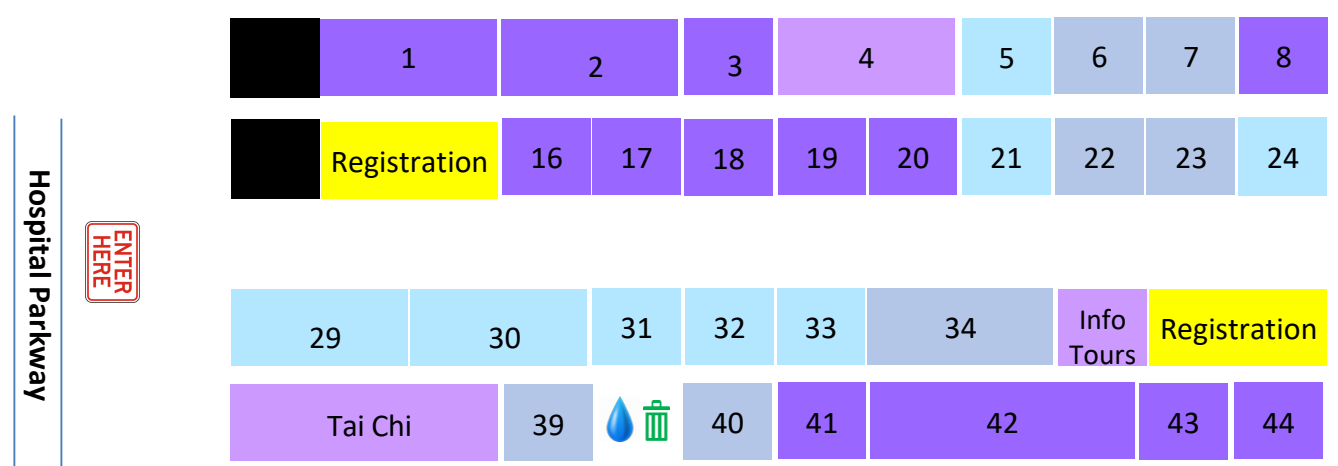 1 2 3 4 5 6 7 8
Registration 16 17 18 19 20 21 22 23 24
Hospital Parkway
ENTER
HERE
29 30 31 32 33 34 Info
Tours Registration
Tai Chi 39 40 41 42 43 44